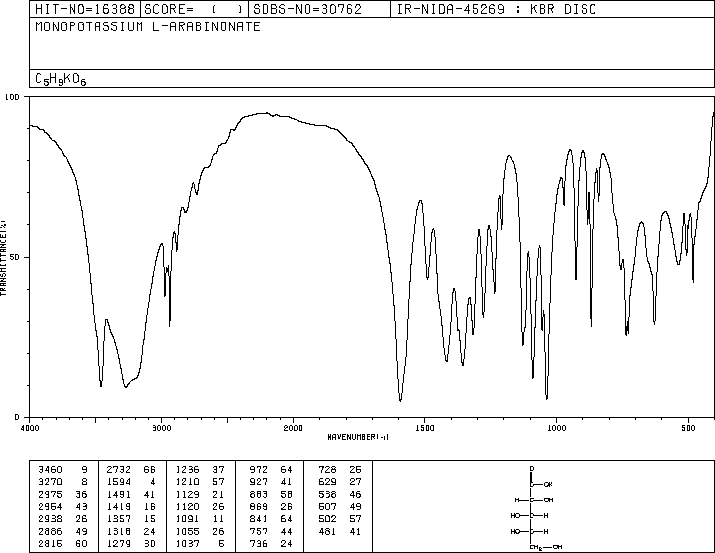 HIT-NO=16388 SCORE= ( ) SDBS-NO=30762 IR-NIDA-45269 : KBR DISC
MONOPOTASSIUM L-ARABINONATE
C5H9KO6
100
TRANSMITTANCE(%)
50
0
4000 3000 2000 1500 1000 500
WAVENUMBER(-1)
3460 9 2732 66 1236 37 972 64 728 26
3270 8 1594 4 1210 57 927 41 629 27
2975 36 1491 41 1129 21 883 58 538 46
2954 43 1419 16 1120 26 869 26 507 49
2938 26 1357 15 1091 11 841 64 502 57
2886 49 1318 24 1055 26 757 44 481 41
2815 60 1279 30 1037 5 736 24
O
C OK
H C OH
HO C H
HO C H
CH2 OH